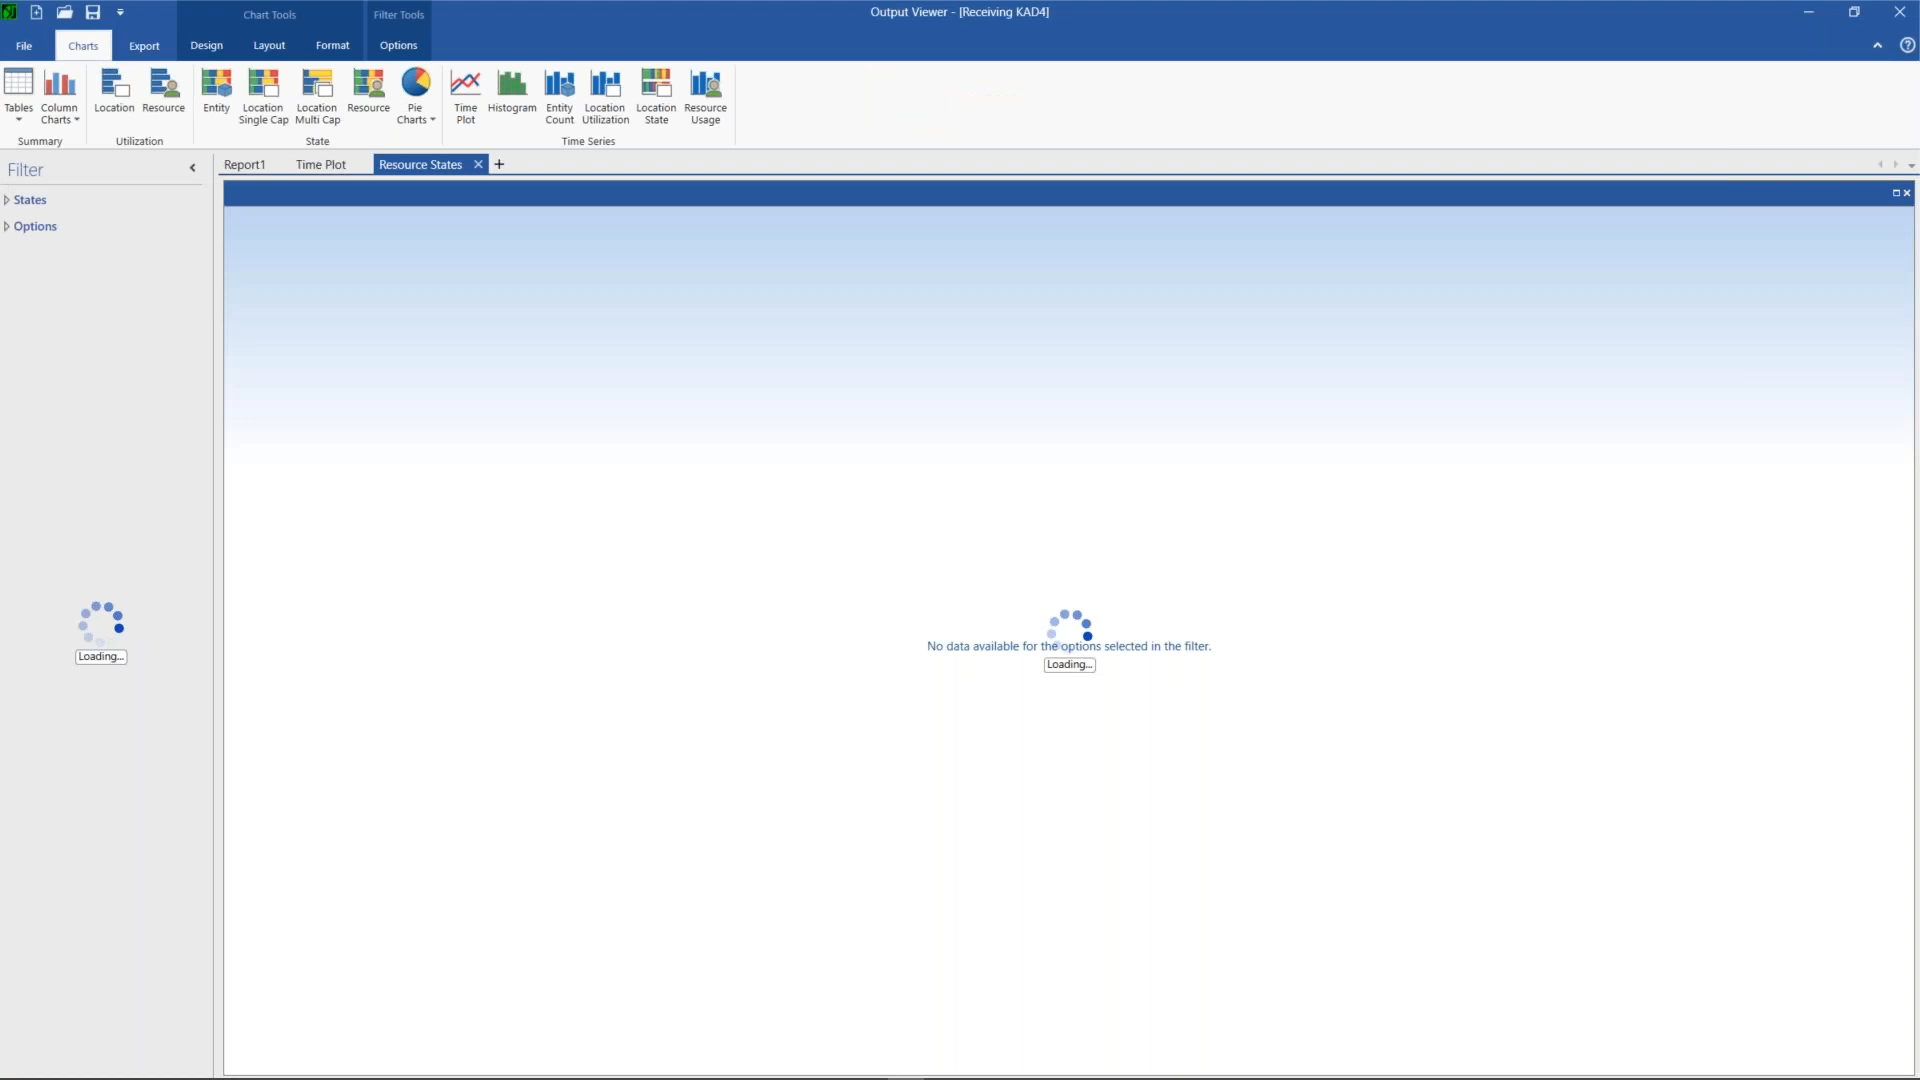 Chart Tools
Filter Tools
Output Viewer - [Receiving KAD4]
File
Charts
Export
Design
Layout
Format
Options
Tables
Column
Charts
Summary
Location
Resource
Utilization
Entity
Location
Single Cap
Location
Multi Cap
Resource
Pie
Charts
State
Time
Plot
Histogram
Entity
Count
Location
Utilization
Location
State
Resource
Usage
Time Series
Filter
Report1
Time Plot
Resource States
States
Options
Loading...
No data available for the options selected in the filter.
Loading...